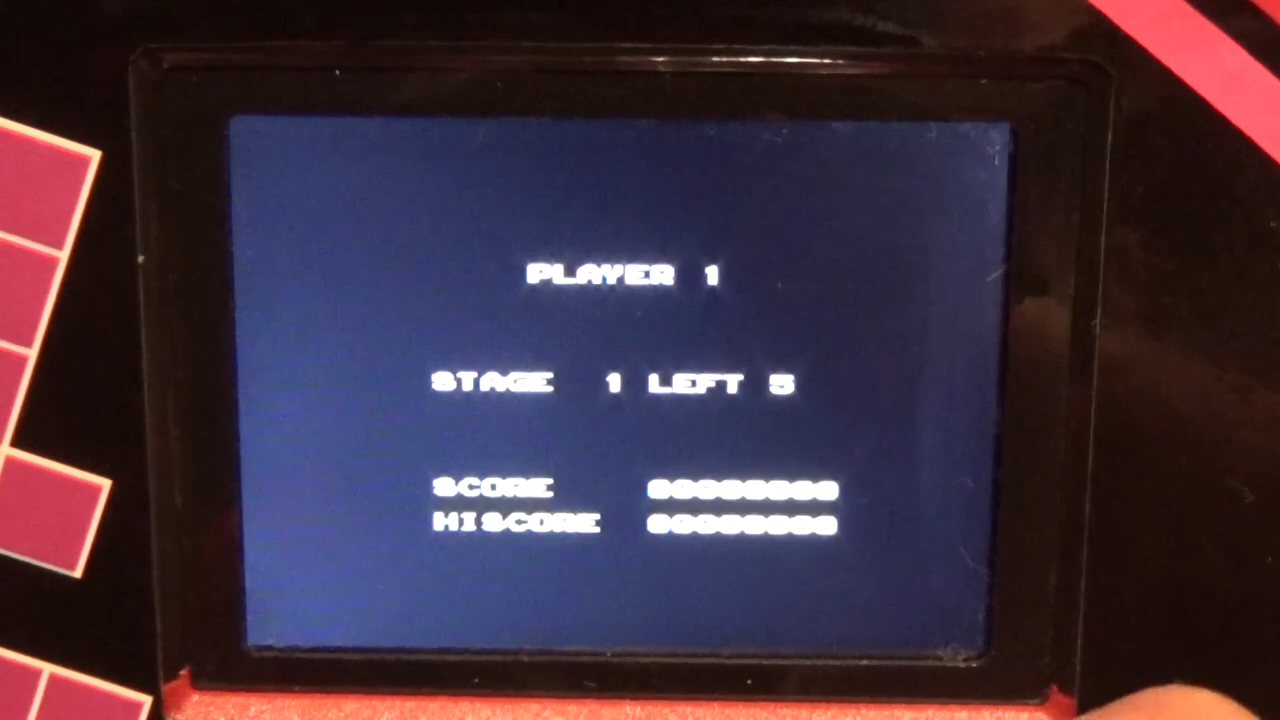 PLAYER 1
STAGE 1 LEFT 5
SCORE 00000000
HISCORE 00000000